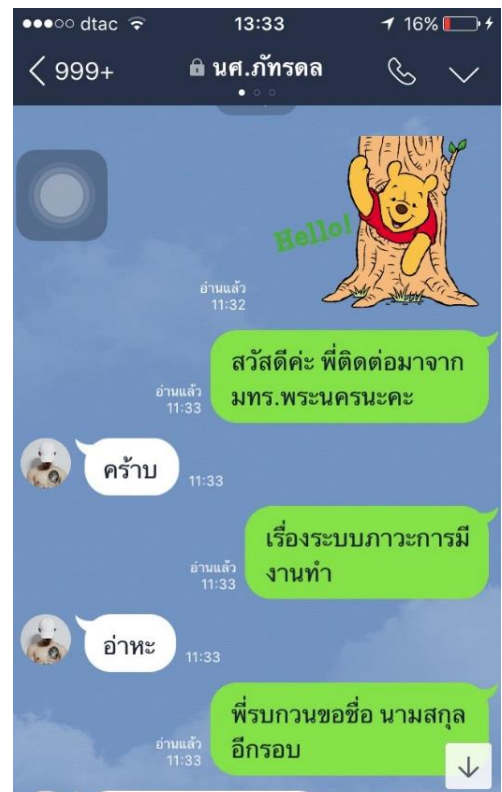 dtac 13:33 16%
999+ นศ.ภัทรดล
Hello!
อ่านแล้ว
11:32
สวัสดีค่ะ พี่ติดต่อมาจาก
มทร.พระนครนะคะ
อ่านแล้ว
11:33
คร้าบ
11:33
เรื่องระบบภาวะการมี
งานทำ
อ่านแล้ว
11:33
อ่าหะ
11:33
พี่รบกวนขอชื่อ นามสกุล
อีกรอบ
อ่านแล้ว
11:33